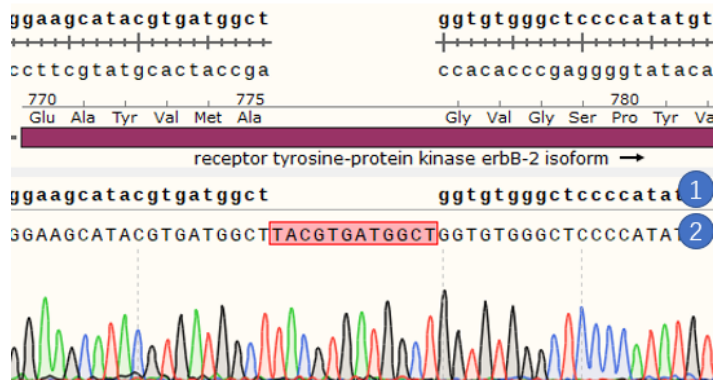 ggaagcatacgtgatggct ggtgtgggctccccatatgt
ccttcgtatgcactaccga ccacacccgaggggtataca
770 775 780
Glu Ala Tyr Val Met Ala Gly Val Gly Ser Pro Tyr Va
receptor tyrosine-protein kinase erbB-2 isoform →
ggaagcatacgtgatggct ggtgtgggctccccatat 1
GGAAGCATACGTGATGGCTTACGTGATGGCTGGTGTGGGCTCCCCATAT 2